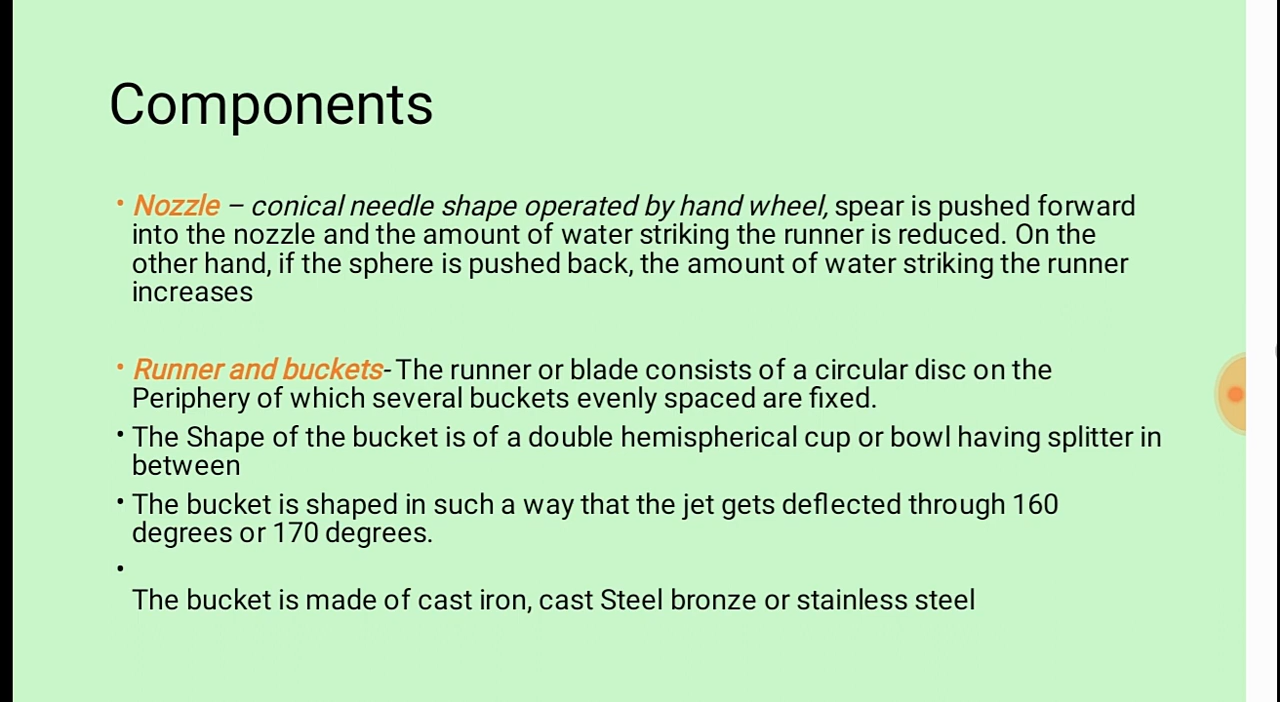 Components
• Nozzle – conical needle shape operated by hand wheel, spear is pushed forward
into the nozzle and the amount of water striking the runner is reduced. On the
other hand, if the sphere is pushed back, the amount of water striking the runner
increases
• Runner and buckets- The runner or blade consists of a circular disc on the
Periphery of which several buckets evenly spaced are fixed.
• The Shape of the bucket is of a double hemispherical cup or bowl having splitter in
between
• The bucket is shaped in such a way that the jet gets deflected through 160
degrees or 170 degrees.
•
The bucket is made of cast iron, cast Steel bronze or stainless steel